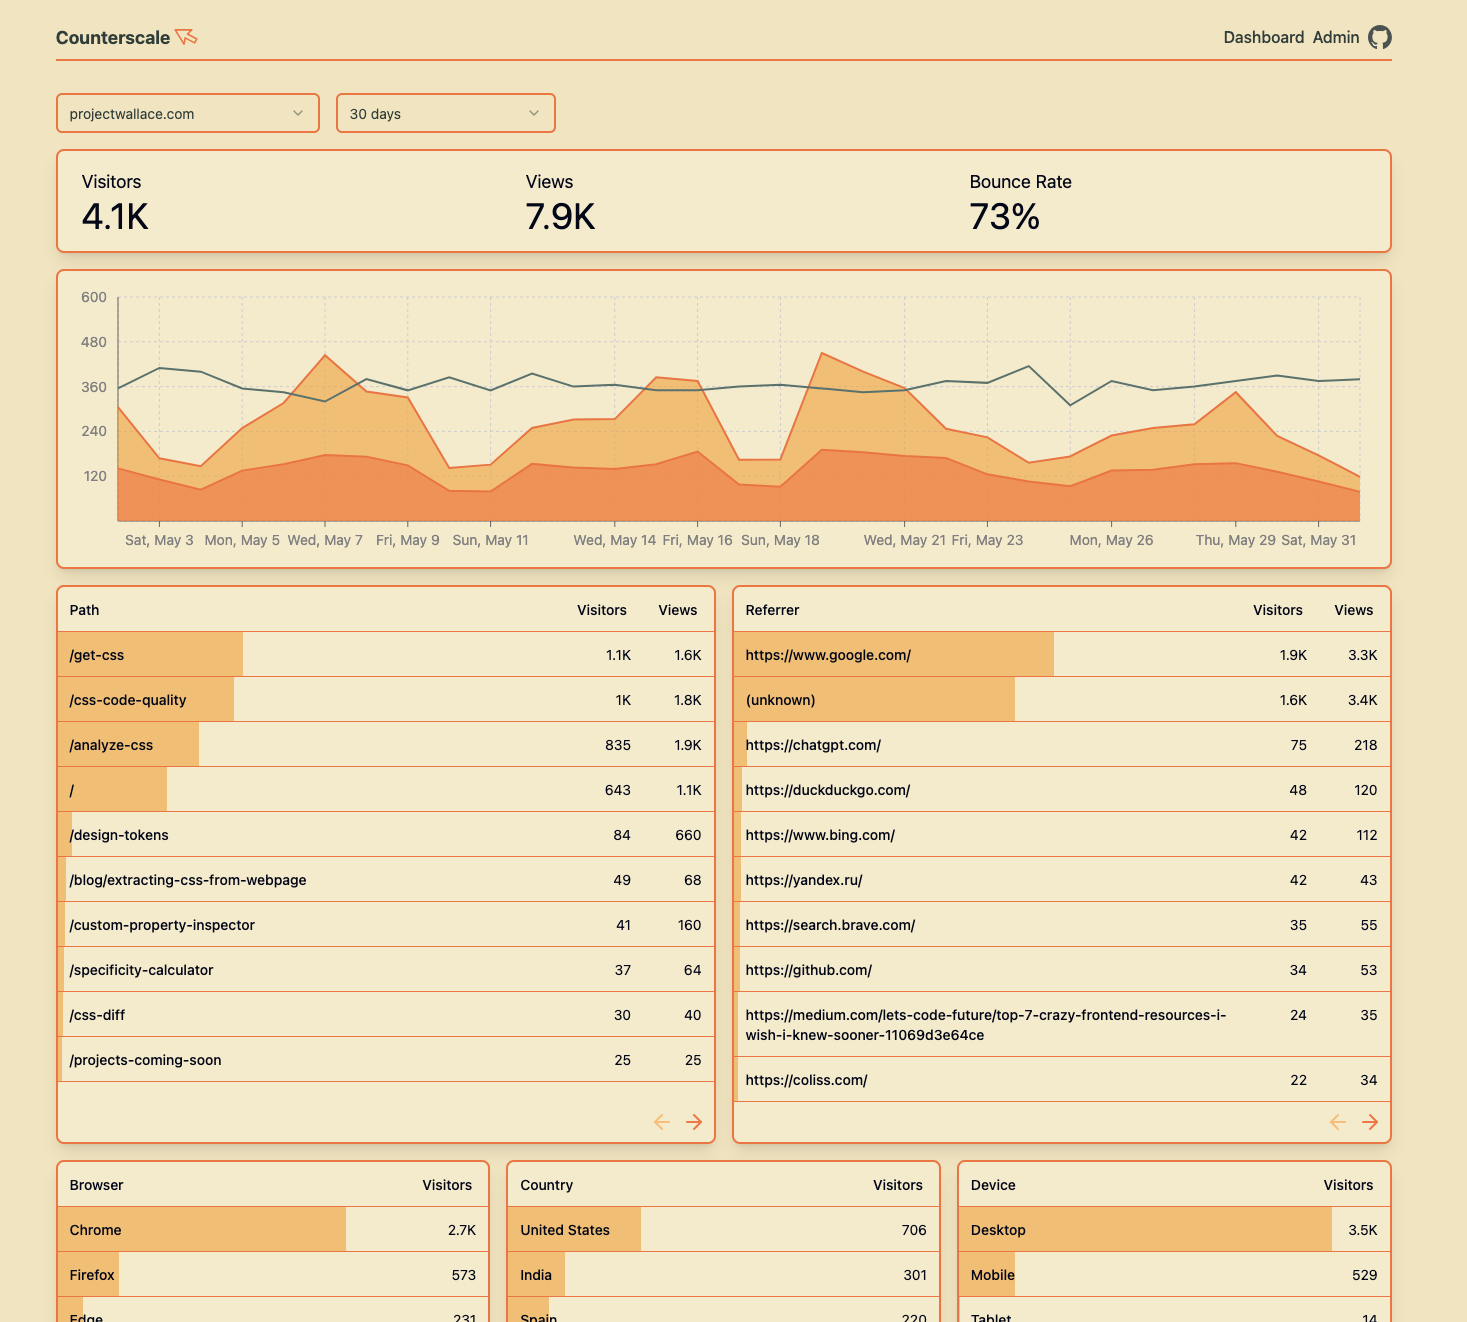 Counterscale
Dashboard Admin
projectwallace.com
30 days
Visitors
4.1K
Views
7.9K
Bounce Rate
73%
600
480
360
240
120
Sat, May 3 Mon, May 5 Wed, May 7 Fri, May 9 Sun, May 11 Wed, May 14 Fri, May 16 Sun, May 18 Wed, May 21 Fri, May 23 Mon, May 26 Thu, May 29 Sat, May 31
Path Visitors Views
/get-css 1.1K 1.6K
/css-code-quality 1K 1.8K
/analyze-css 835 1.9K
/ 643 1.1K
/design-tokens 84 660
/blog/extracting-css-from-webpage 49 68
/custom-property-inspector 41 160
/specificity-calculator 37 64
/css-diff 30 40
/projects-coming-soon 25 25
Referrer Visitors Views
https://www.google.com/ 1.9K 3.3K
(unknown) 1.6K 3.4K
https://chatgpt.com/ 75 218
https://duckduckgo.com/ 48 120
https://www.bing.com/ 42 112
https://yandex.ru/ 42 43
https://search.brave.com/ 35 55
https://github.com/ 34 53
https://medium.com/lets-code-future/top-7-crazy-frontend-resources-i- 24 35
wish-i-knew-sooner-11069d3e64ce
https://coliss.com/ 22 34
Browser Visitors
Chrome 2.7K
Firefox 573
Edge 231
Country Visitors
United States 706
India 301
Spain 220
Device Visitors
Desktop 3.5K
Mobile 529
Tablet 14